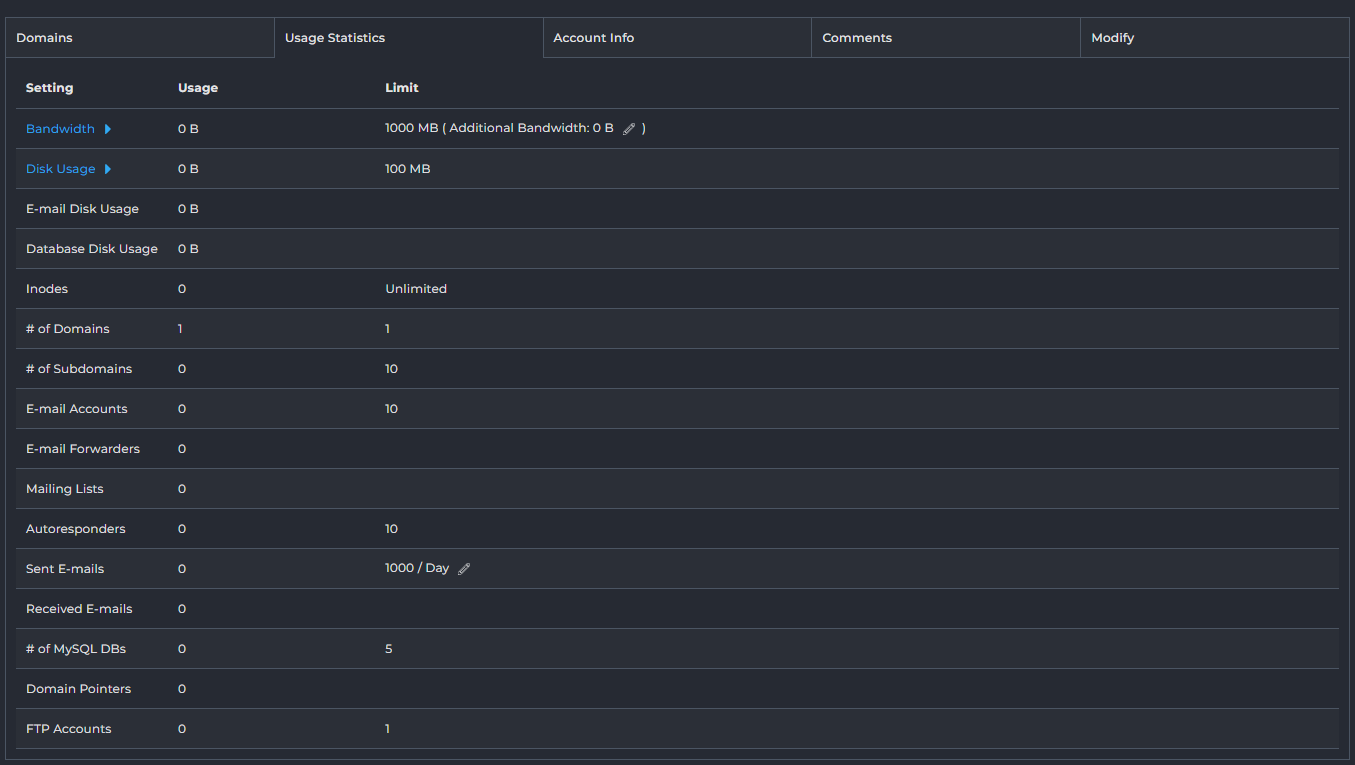 Domains Usage Statistics Account Info Comments Modify
Setting Usage Limit
Bandwidth 0 B 1000 MB ( Additional Bandwidth: 0 B )
Disk Usage 0 B 100 MB
E-mail Disk Usage 0 B
Database Disk Usage 0 B
Inodes 0 Unlimited
# of Domains 1 1
# of Subdomains 0 10
E-mail Accounts 0 10
E-mail Forwarders 0
Mailing Lists 0
Autoresponders 0 10
Sent E-mails 0 1000 / Day
Received E-mails 0
# of MySQL DBs 0 5
Domain Pointers 0
FTP Accounts 0 1